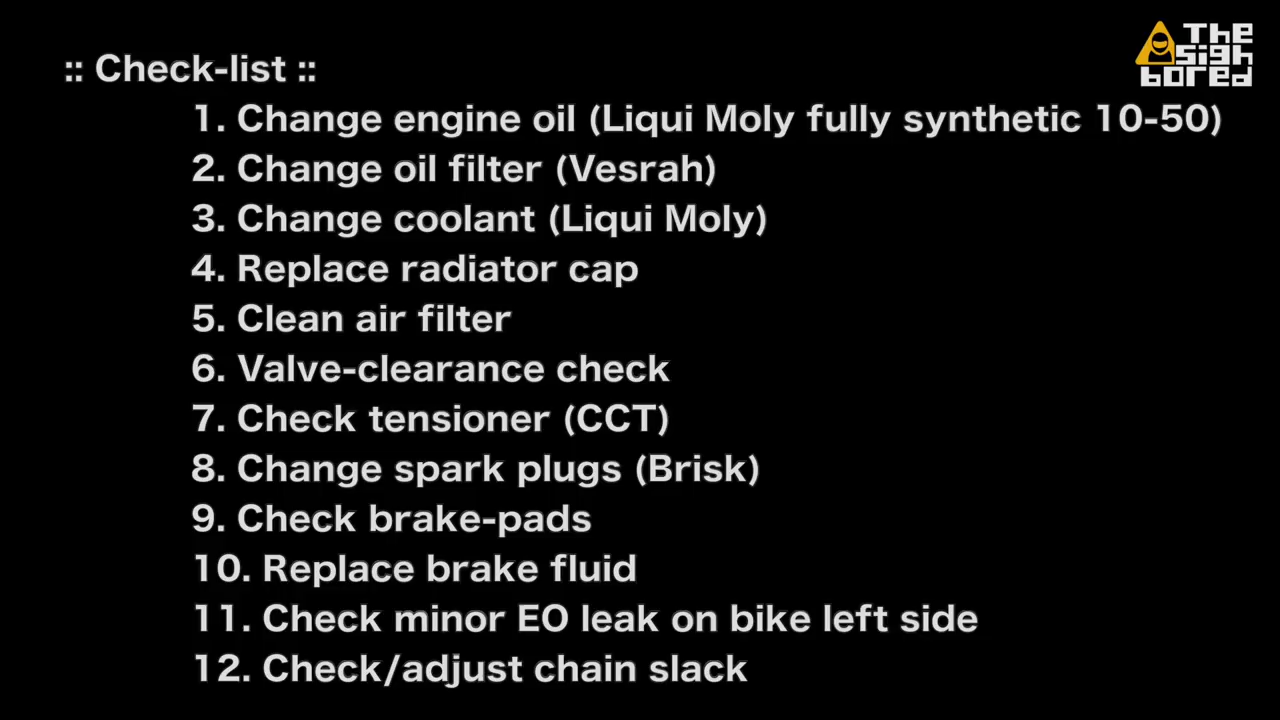 :: Check-list ::
1. Change engine oil (Liqui Moly fully synthetic 10-50)
2. Change oil filter (Vesrah)
3. Change coolant (Liqui Moly)
4. Replace radiator cap
5. Clean air filter
6. Valve-clearance check
7. Check tensioner (CCT)
8. Change spark plugs (Brisk)
9. Check brake-pads
10. Replace brake fluid
11. Check minor EO leak on bike left side
12. Check/adjust chain slack
The
sigh
bored